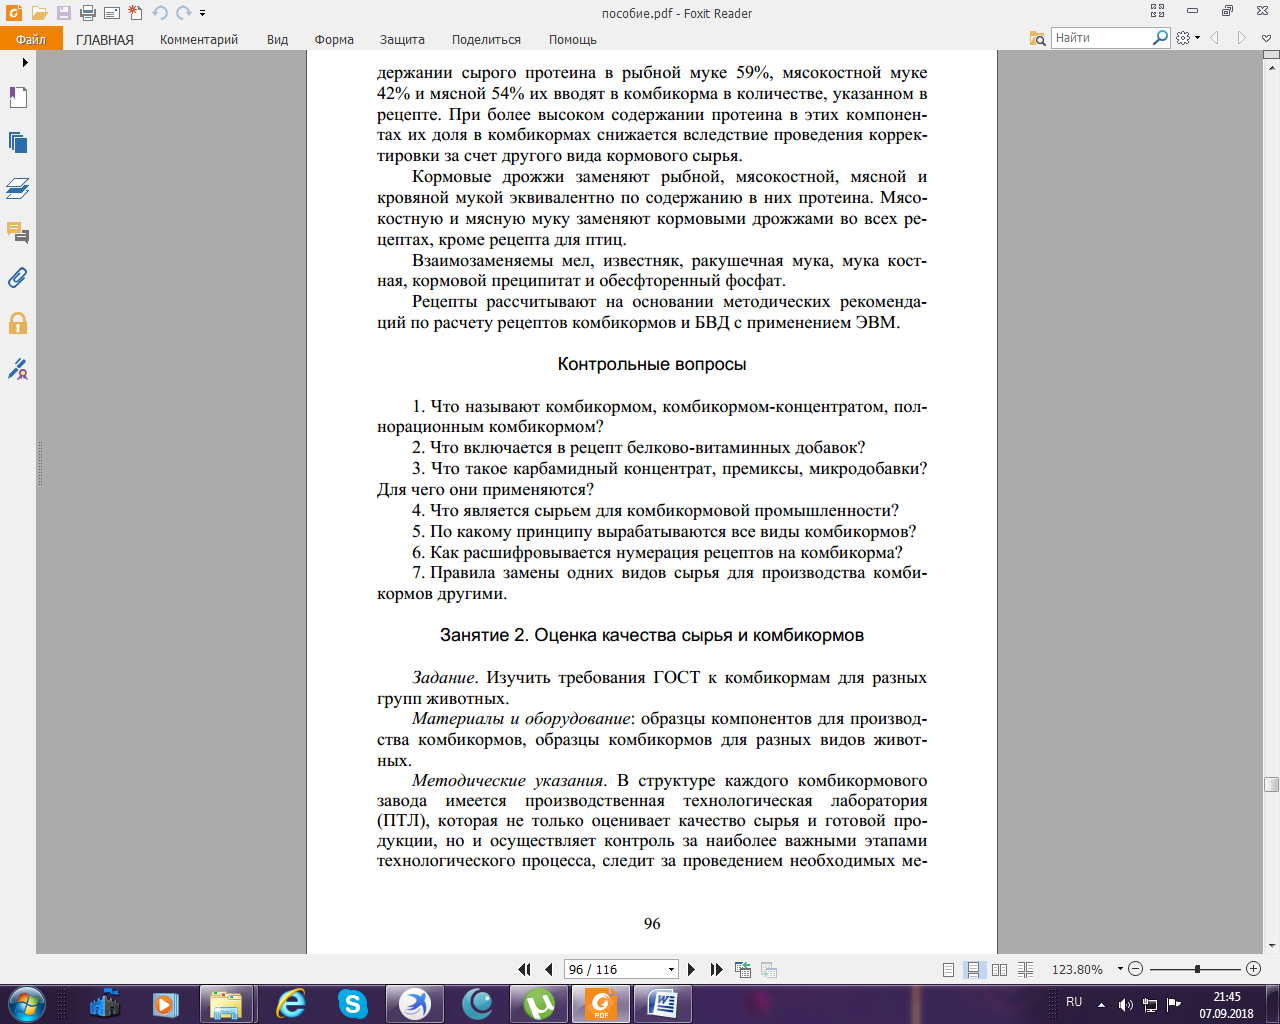 пособие.pdf - Foxit Reader
Файл ГЛАВНАЯ Комментарий Вид Форма Защита Поделиться Помощь Найти
держании сырого протеина в рыбной муке 59%, мясокостной муке
42% и мясной 54% их вводят в комбикорма в количестве, указанном в
рецепте. При более высоком содержании протеина в этих компонен-
тах их доля в комбикормах снижается вследствие проведения коррек-
тировки за счет другого вида кормового сырья.
Кормовые дрожжи заменяют рыбной, мясокостной, мясной и
кровяной мукой эквивалентно по содержанию в них протеина. Мясо-
костную и мясную муку заменяют кормовыми дрожжами во всех ре-
цептах, кроме рецепта для птиц.
Взаимозаменяемы мел, известняк, ракушечная мука, мука кост-
ная, кормовой преципитат и обесфторенный фосфат.
Рецепты рассчитывают на основании методических рекоменда-
ций по расчету рецептов комбикормов и БВД с применением ЭВМ.
Контрольные вопросы
1. Что называют комбикормом, комбикормом-концентратом, пол-
норационным комбикормом?
2. Что включается в рецепт белково-витаминных добавок?
3. Что такое карбамидный концентрат, премиксы, микродобавки?
Для чего они применяются?
4. Что является сырьем для комбикормовой промышленности?
5. По какому принципу вырабатываются все виды комбикормов?
6. Как расшифровывается нумерация рецептов на комбикорма?
7. Правила замены одних видов сырья для производства комби-
кормов другими.
Занятие 2. Оценка качества сырья и комбикормов
Задание. Изучить требования ГОСТ к комбикормам для разных
групп животных.
Материалы и оборудование: образцы компонентов для производ-
ства комбикормов, образцы комбикормов для разных видов живот-
ных.
Методические указания. В структуре каждого комбикормового
завода имеется производственная технологическая лаборатория
(ПТЛ), которая не только оценивает качество сырья и готовой про-
дукции, но и осуществляет контроль за наиболее важными этапами
технологического процесса, следит за проведением необходимых ме-
96
96 / 116 123.80%
PDF RU 21:45
07.09.2018